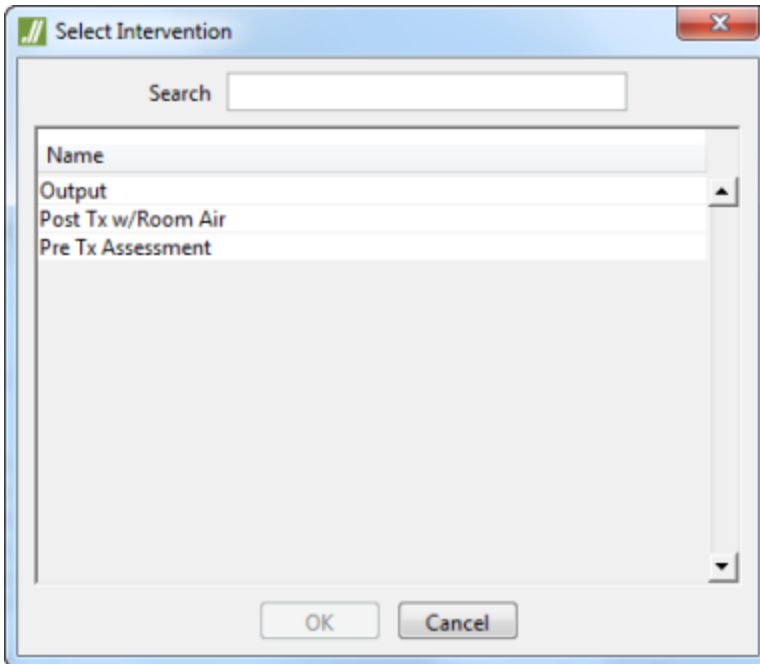 Select Intervention
Search
Name
Output
Post Tx w/Room Air
Pre Tx Assessment
OK Cancel